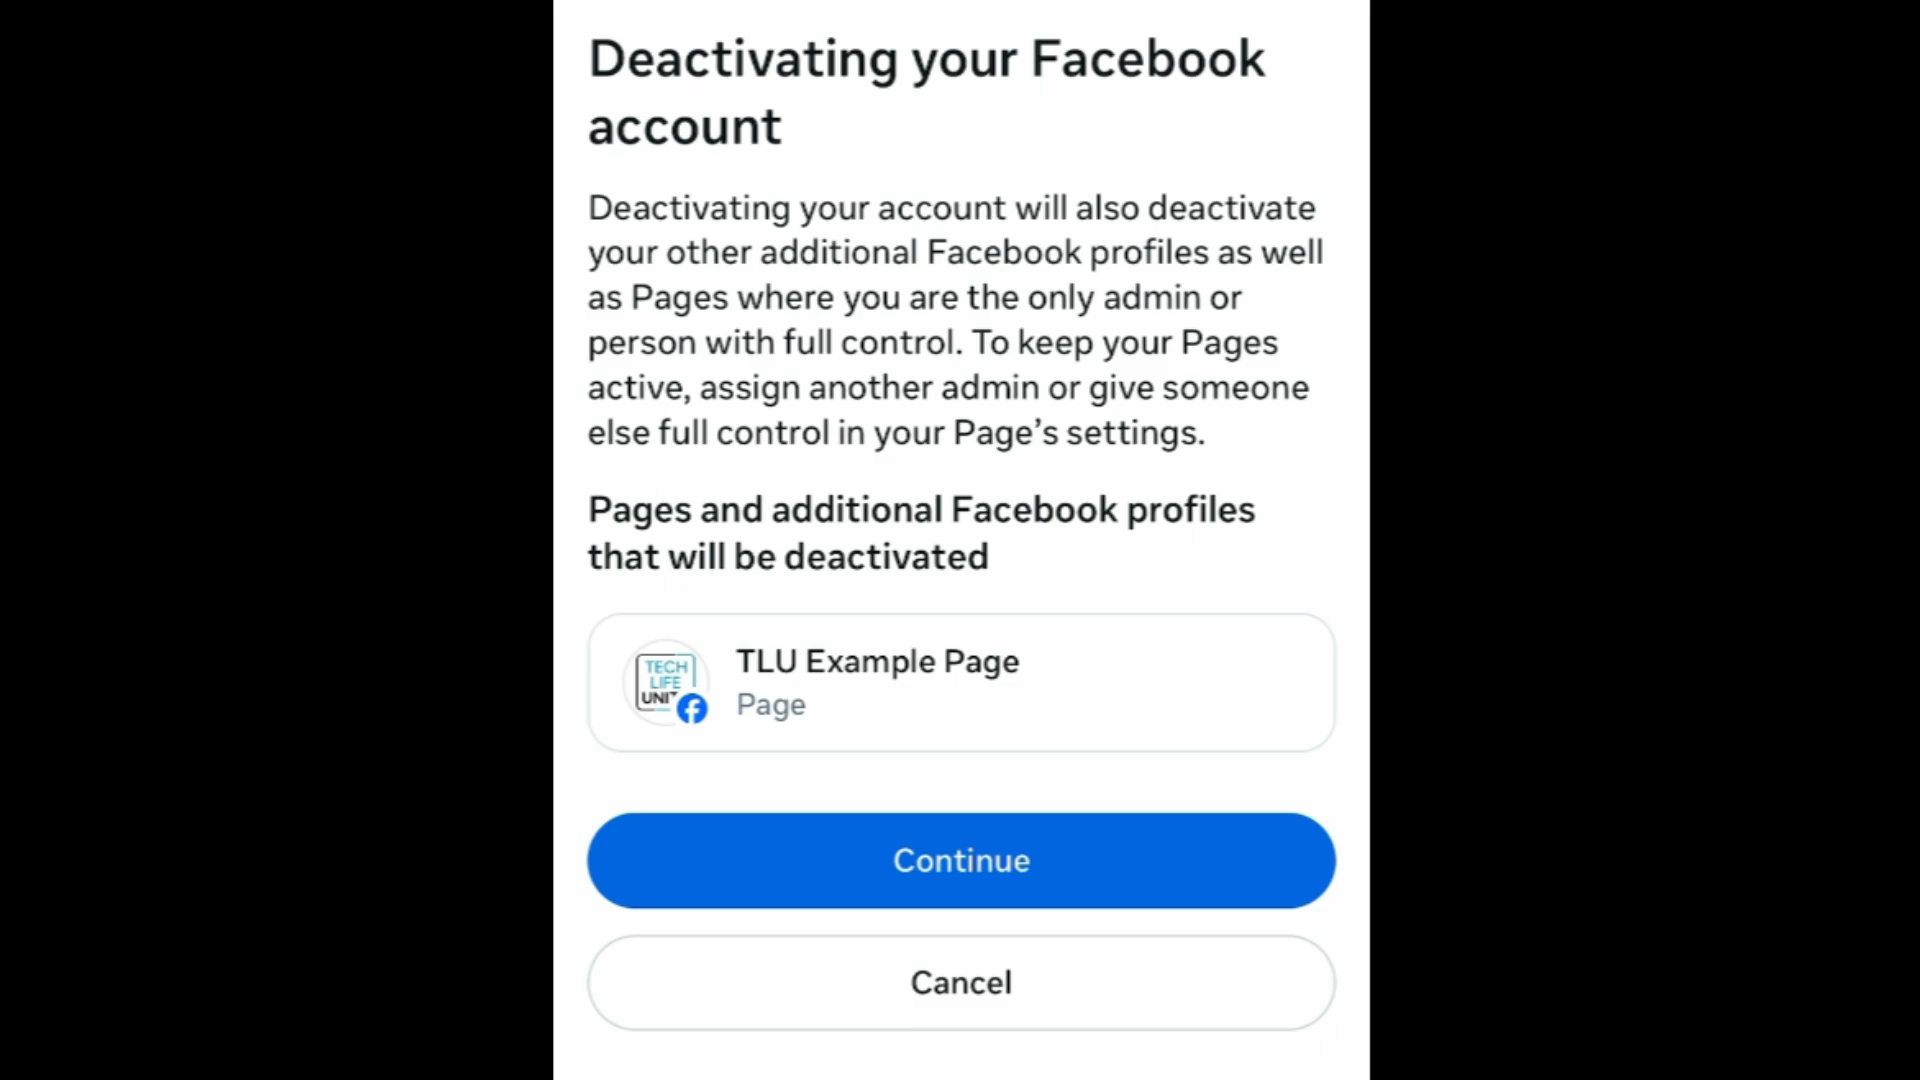 Deactivating your Facebook
account
Deactivating your account will also deactivate
your other additional Facebook profiles as well
as Pages where you are the only admin or
person with full control. To keep your Pages
active, assign another admin or give someone
else full control in your Page’s settings.
Pages and additional Facebook profiles
that will be deactivated
TECH
LIFE
TLU Example Page
Page
Continue
Cancel